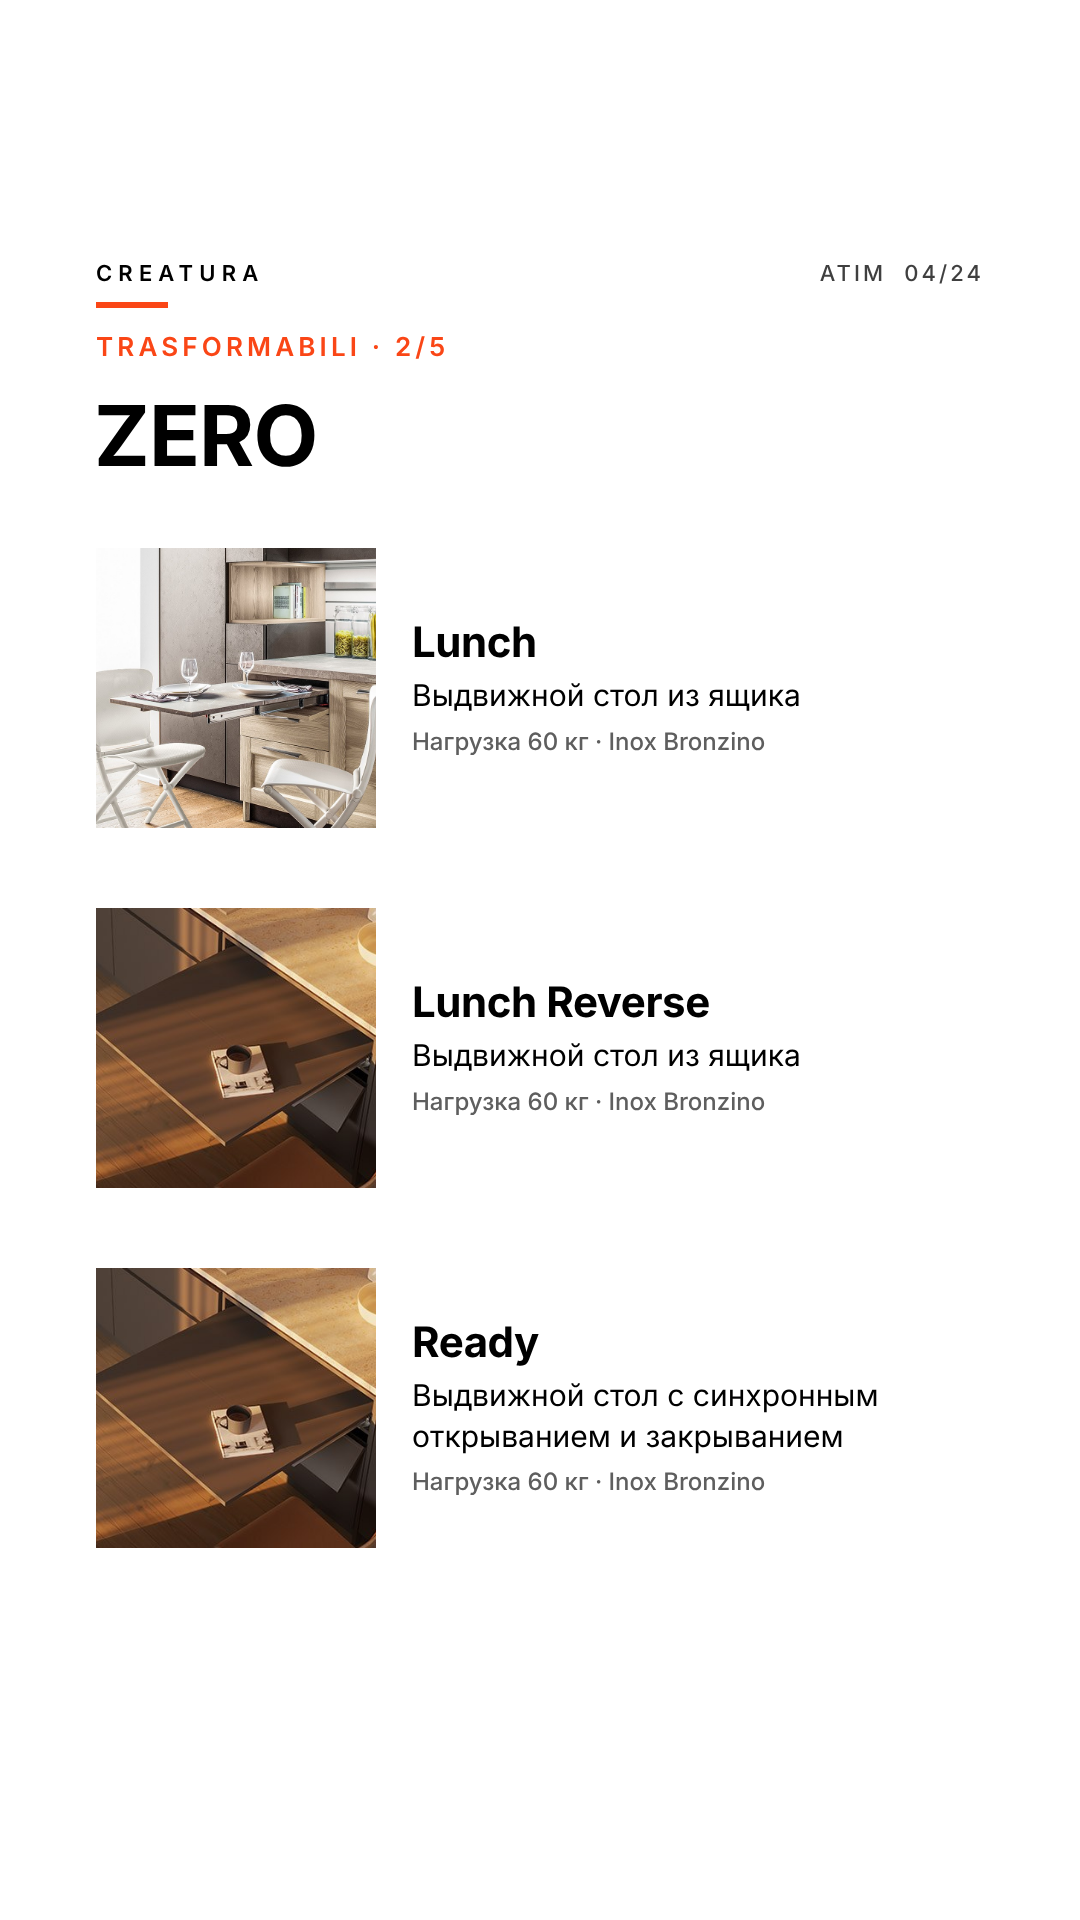 CREATURA
ATIM 04/24
TRASFORMABILI · 2/5
ZERO
Lunch
Выдвижной стол из ящика
Нагрузка 60 кг · Inox Bronzino
Lunch Reverse
Выдвижной стол из ящика
Нагрузка 60 кг · Inox Bronzino
Ready
Выдвижной стол с синхронным
открыванием и закрыванием
Нагрузка 60 кг · Inox Bronzino